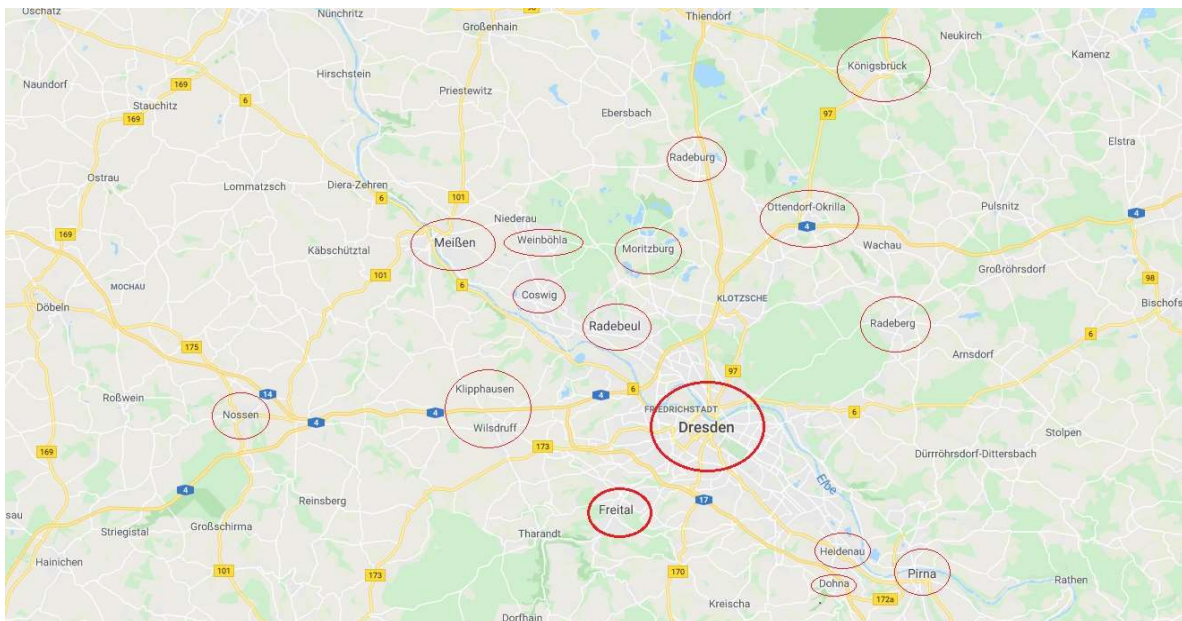 Oschatz
Nünchritz
98
Thiendorf
Großenhain
Neukirch
Kamenz
Königsbrück
Hirschstein
Naundorf
169
Priestewitz
6
Stauchitz
169
Ebersbach
97
Elstra
Radeburg
Ostrau
Lommatzsch
Diera-Zehren
6
101
Pulsnitz
Ottendorf-Okrilla
4
4
169
Niederau
Meißen
Weinböhla
Moritzburg
Wachau
Käbschütztal
101
Großröhrsdorf
98
MOCHAU
6
Coswig
KLOTZSCHE
Bischofs
Döbeln
Radebeul
Radeberg
6
175
Arnsdorf
97
Klipphausen
6
4
14
Roßwein
Nossen
4
4
Wilsdruff
FRIEDRICHSTADT
6
Dresden
Stolpen
173
169
Dürrröhrsdorf-Dittersbach
Elbe
4
17
Reinsberg
Freital
sau
Striegistal
Großschirma
Tharandt
Heidenau
Hainichen
101
173
170
Dohna
Pirna
Rathen
172a
Kreischa
Dorfhain